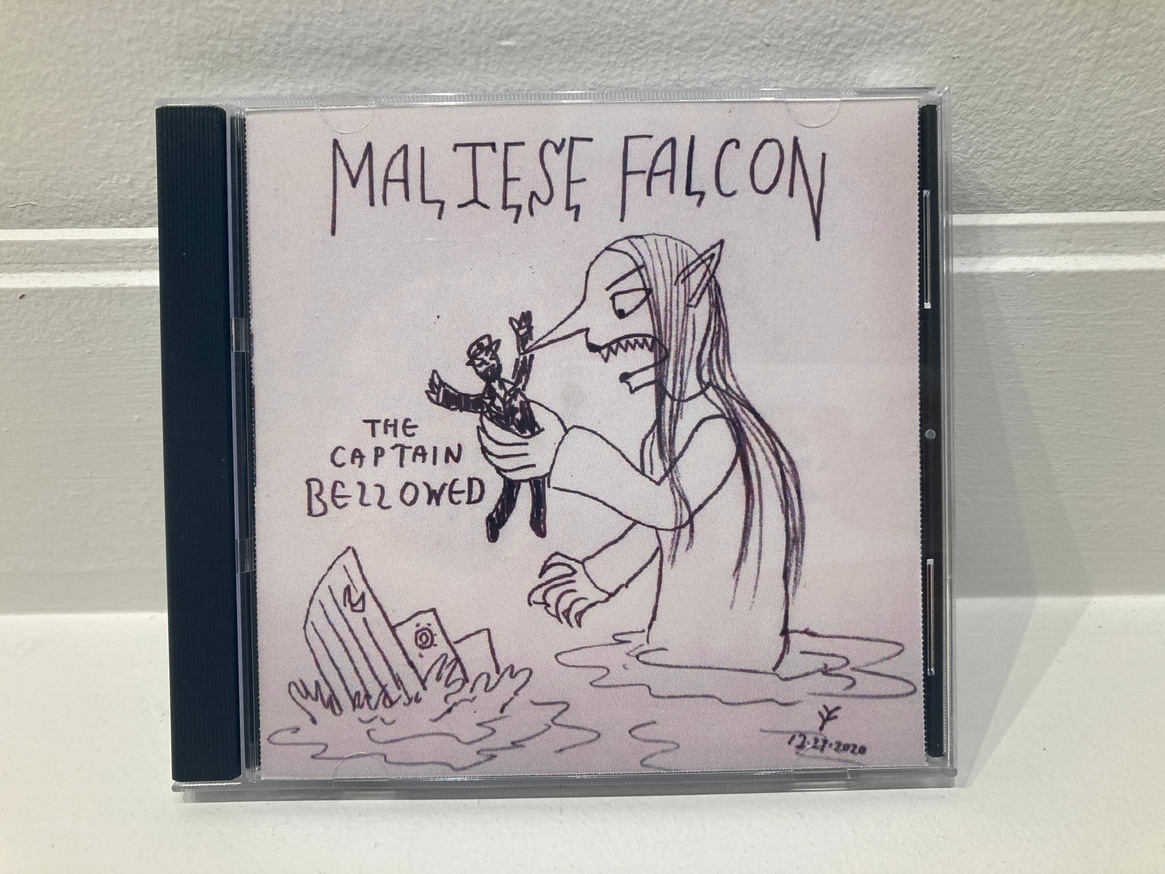 MALTESE FALCON
THE
CAPTAIN
BELLOWED
12.27.2020